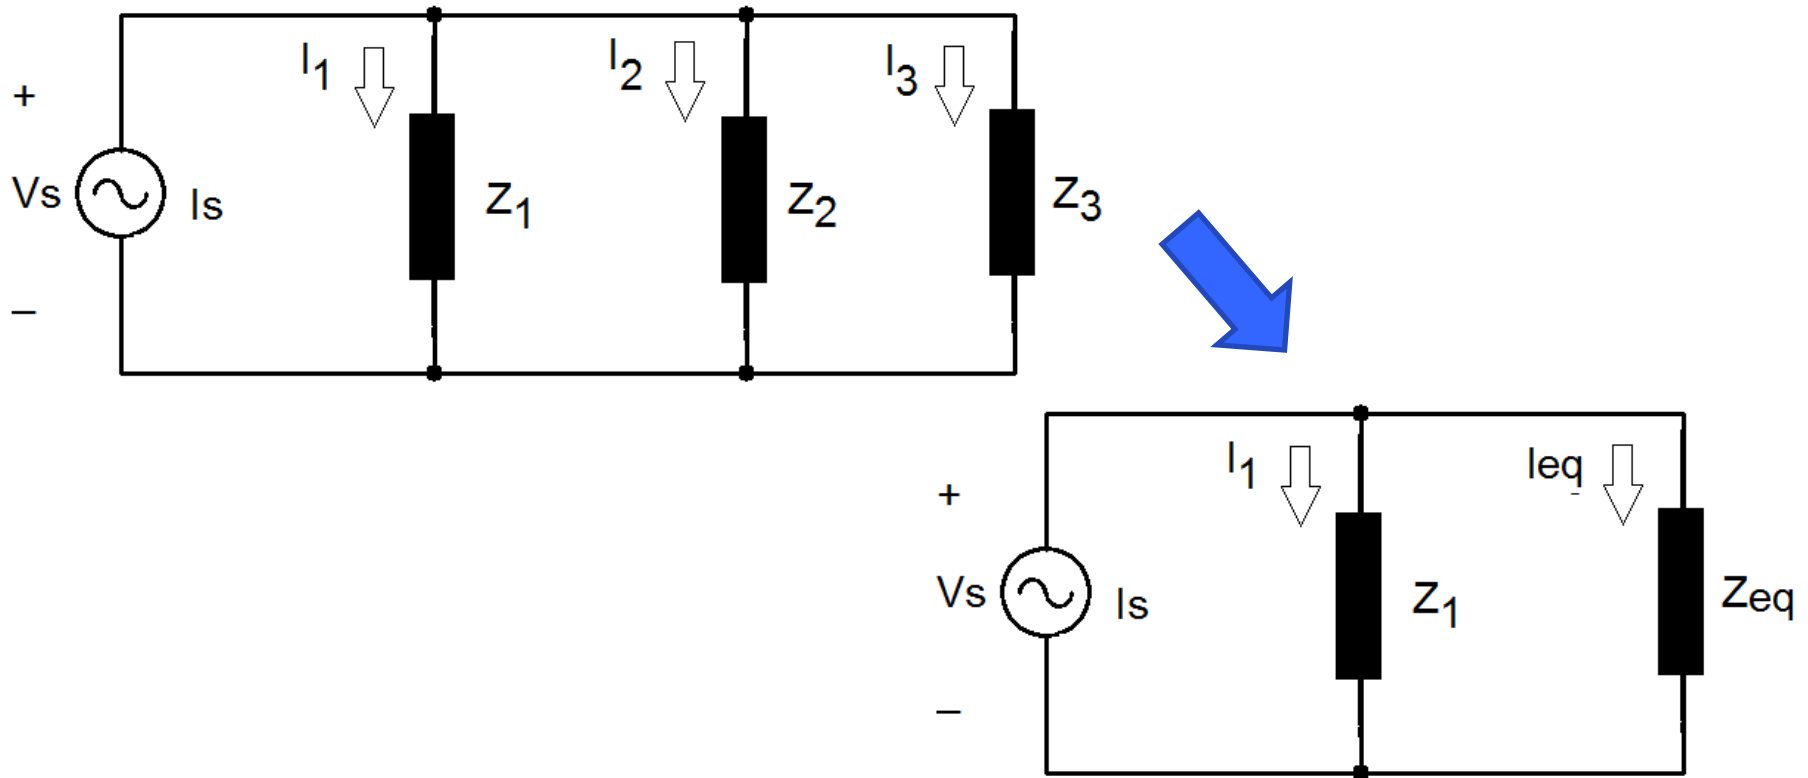 I1
I2
I3
+
Vs
Is
Z1
Z2
Z3
–
I1
Ieq
+
Vs
Is
Z1
Zeq
–